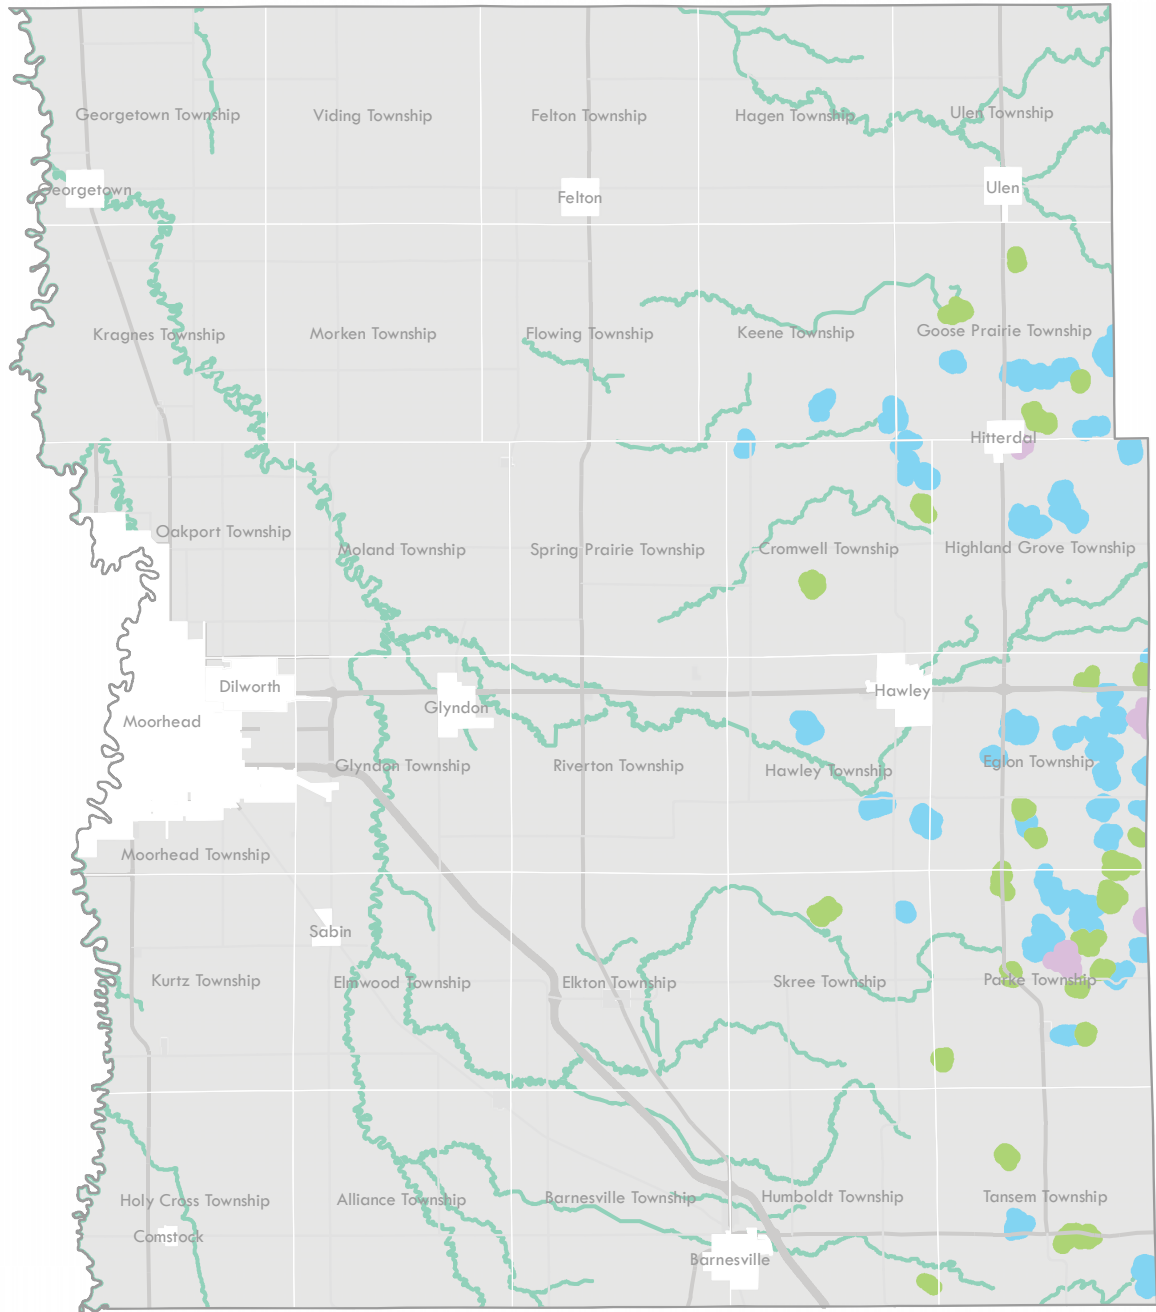 Georgetown Township
Viding Township
Felton Township
Hagen Township
Ulen Township
Georgetown
Felton
Ulen
Kragnes Township
Morken Township
Flowing Township
Keene Township
Goose Prairie Township
Hitterdal
Oakport Township
Moland Township
Spring Prairie Township
Cromwell Township
Highland Grove Township
Dilworth
Moorhead
Glyndon
Hawley
Glyndon Township
Riverton Township
Hawley Township
Eglon Township
Moorhead Township
Sabin
Kurtz Township
Elmwood Township
Elkton Township
Skree Township
Parke Township
Holy Cross Township
Alliance Township
Barnesville Township
Humboldt Township
Tansem Township
Comstock
Barnesville